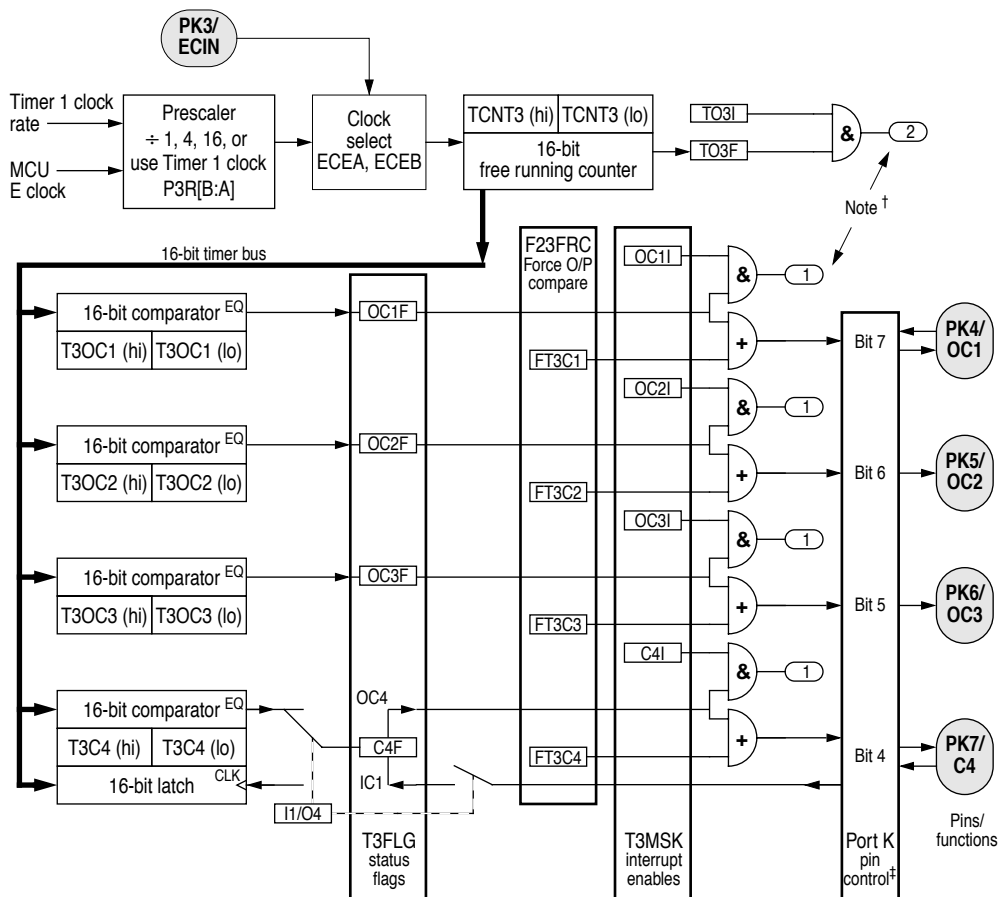 PK3/
ECIN
Timer 1 clock
rate
MCU
E clock
Prescaler
÷ 1, 4, 16, or
use Timer 1 clock
P3R[B:A]
Clock
select
ECEA, ECEB
TCNT3 (hi) TCNT3 (lo)
16-bit
free running counter
TO3I
TO3F
&
2
Note †
16-bit timer bus
F23FRC
Force O/P
compare
OC1I
&
1
16-bit comparator EQ
T3OC1 (hi) T3OC1 (lo)
OC1F
FT3C1
+
Bit 7
PK4/
OC1
OC2I
&
1
16-bit comparator EQ
T3OC2 (hi) T3OC2 (lo)
OC2F
FT3C2
+
Bit 6
PK5/
OC2
OC3I
&
1
16-bit comparator EQ
T3OC3 (hi) T3OC3 (lo)
OC3F
FT3C3
+
Bit 5
PK6/
OC3
C4I
&
1
16-bit comparator EQ
T3C4 (hi) T3C4 (lo)
16-bit latch CLK
OC4
C4F
IC1
I1/O4
FT3C4
+
Bit 4
PK7/
C4
Pins/
functions
T3FLG
status
flags
T3MSK
interrupt
enables
Port K
pin
control‡